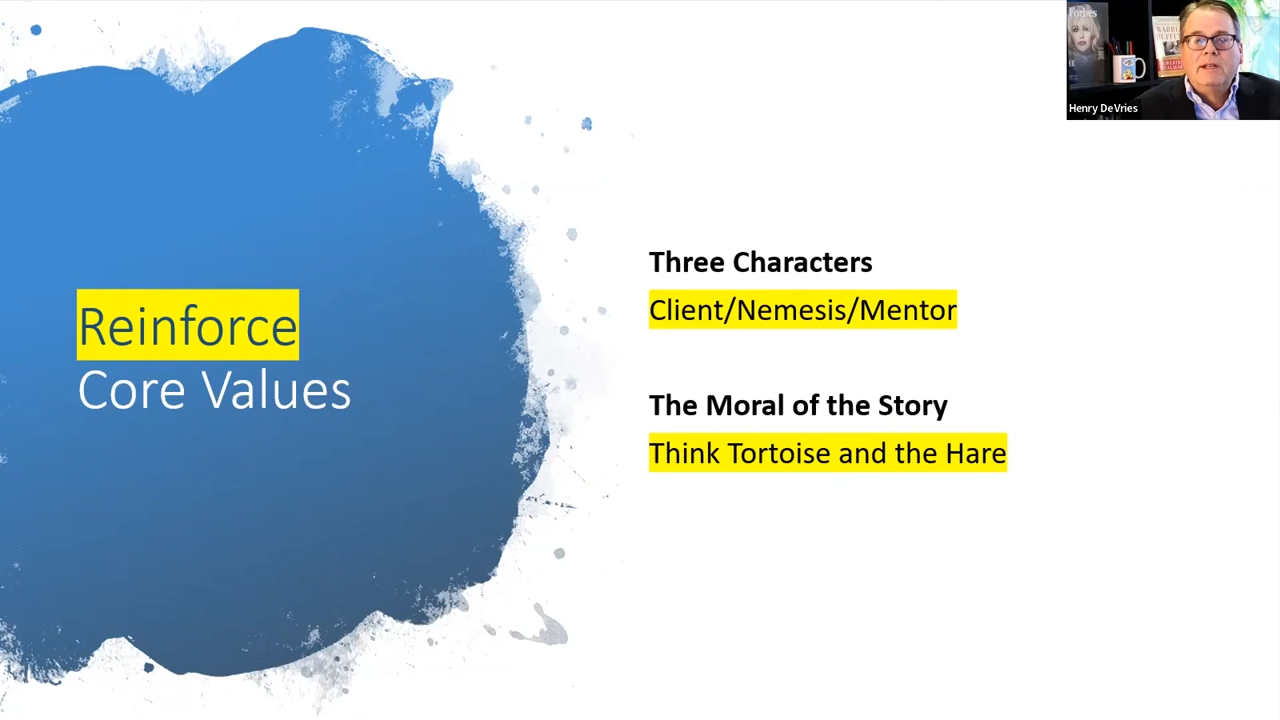 Reinforce
Core Values
Three Characters
Client/Nemesis/Mentor
The Moral of the Story
Think Tortoise and the Hare
Forbes
Henry DeVries